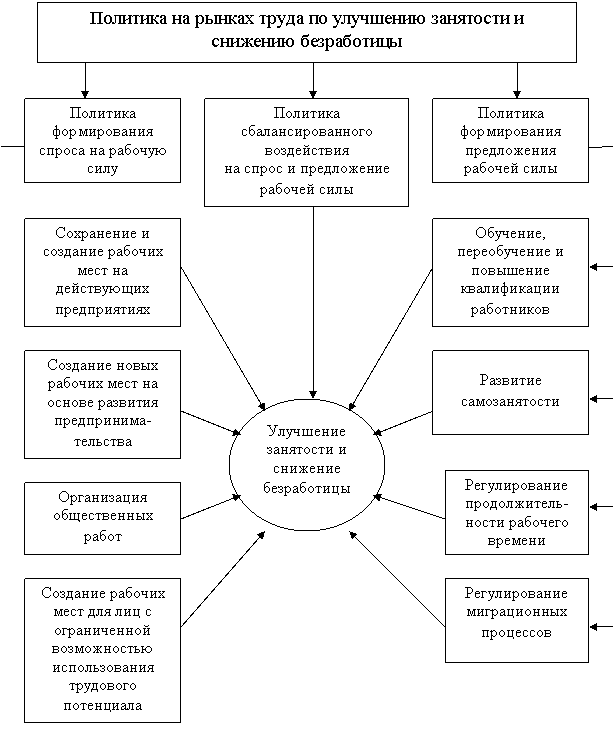 Политика на рынках труда по улучшению занятости и
снижению безработицы
Политика
формирования
спроса на рабочую
силу
Политика
сбалансированного
воздействия
на спрос и предложение
рабочей силы
Политика
формирования
предложения
рабочей силы
Сохранение и
создание рабочих
мест на
действующих
предприятиях
Обучение,
переобучение и
повышение
квалификации
работников
Создание новых
рабочих мест на
основе развития
предпринима-
тельства
Развитие
самозанятости
Улучшение
занятости и
снижение
безработицы
Организация
общественных
работ
Регулирование
продолжитель-
ности рабочего
времени
Создание рабочих
мест для лиц с
ограниченной
возможностью
использования
трудового
потенциала
Регулирование
миграционных
процессов